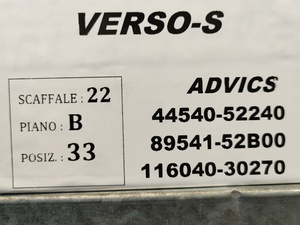 VERSO-S
SCAFFALE: 22
PIANO: B
POSIZ.: 33
ADVICS
44540-52240
89541-52B00
116040-30270